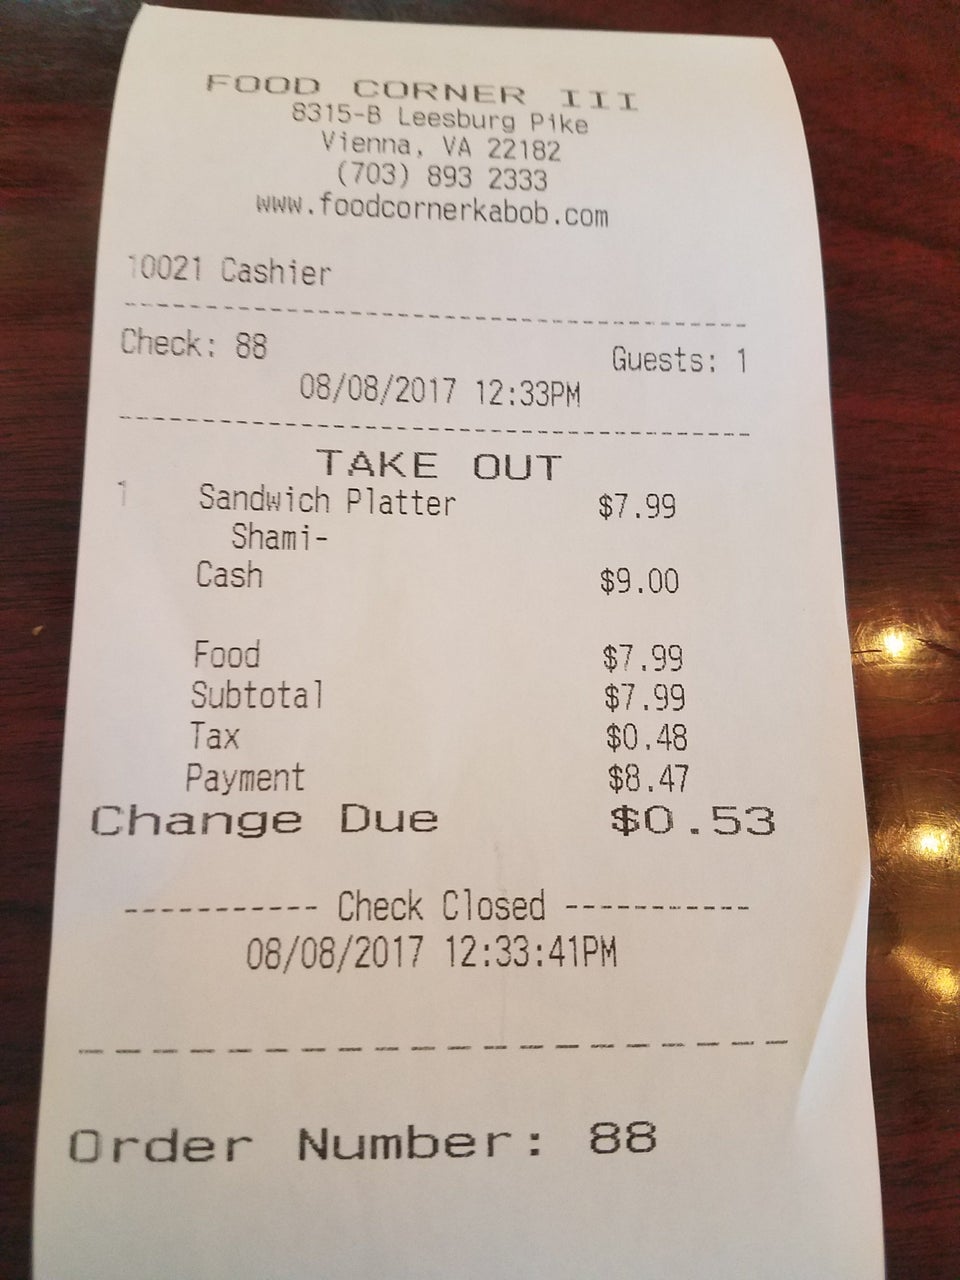 FOOD CORNER III
8315-B Leesburg Pike
Vienna, VA 22182
(703) 893 2333
www.foodcornerkabob.com
10021 Cashier
Check: 88 Guests: 1
08/08/2017 12:33PM
TAKE OUT
1 Sandwich Platter $7.99
Shami-
Cash $9.00
Food $7.99
Subtotal $7.99
Tax $0.48
Payment $8.47
Change Due $0.53
----------- Check Closed -----------
08/08/2017 12:33:41PM
Order Number: 88